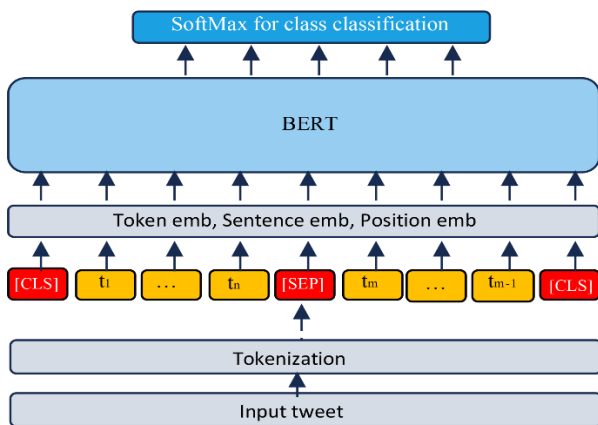 SoftMax for class classification
BERT
Token emb, Sentence emb, Position emb
[CLS] t1 ... tn [SEP] tm ... tm-1 [CLS]
Tokenization
Input tweet